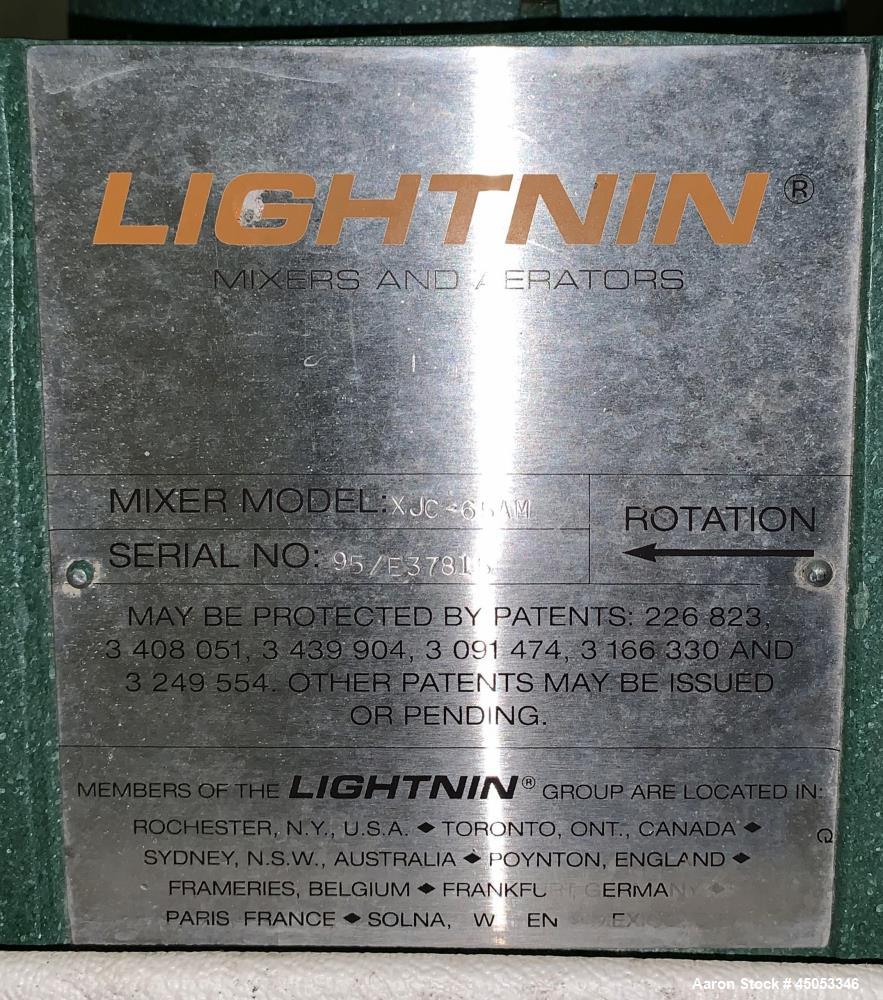 LIGHTNIN®
MIXERS AND AERATORS
MIXER MODEL:
ROTATION
SERIAL NO:
MAY BE PROTECTED BY PATENTS: 226 823,
3 408 051, 3 439 904, 3 091 474, 3 166 330 AND
3 249 554. OTHER PATENTS MAY BE ISSUED
OR PENDING.
MEMBERS OF THE LIGHTNIN® GROUP ARE LOCATED IN:
ROCHESTER, N.Y., U.S.A. ◆ TORONTO, ONT., CANADA ◆
SYDNEY, N.S.W., AUSTRALIA ◆ POYNTON, ENGLAND ◆
FRAMERIES, BELGIUM ◆ FRANKFURT, GERMANY ◆
PARIS FRANCE ◆ SOLNA,
Aaron Stock # 45053346